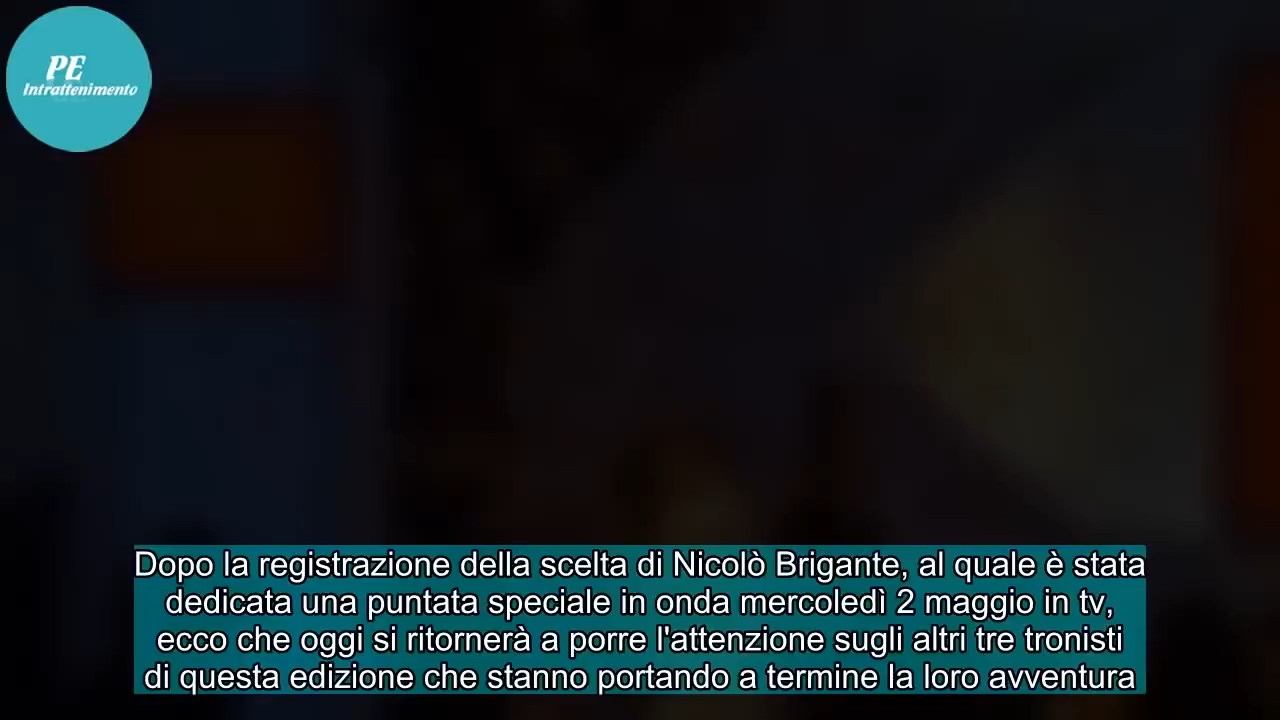 PE
Intrattenimento
Dopo la registrazione della scelta di Nicolò Brigante, al quale è stata
dedicata una puntata speciale in onda mercoledì 2 maggio in tv,
ecco che oggi si ritornerà a porre l'attenzione sugli altri tre tronisti
di questa edizione che stanno portando a termine la loro avventura